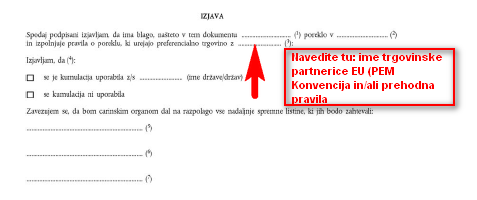 IZJAVA
Spodaj podpisani izjavljam, da ima blago, našteto v tem dokumentu .......................... (1) poreklo v .......................... (2)
in izpolnjuje pravila o poreklu, ki urejajo preferencialno trgovino z .......................... (3):
Izjavljam, da (4):
se je kumulacija uporabila z/s ...................... (ime države/držav)
se kumulacija ni uporabila
Zavezujem se, da bom carinskim organom dal na razpolago vse nadaljnje spremne listine, ki jih bodo zahtevali:
.......................................................... (5)
.......................................................... (6)
.......................................................... (7)
Navedite tu: ime trgovinske
partnerice EU (PEM
Konvencija in/ali prehodna
pravila